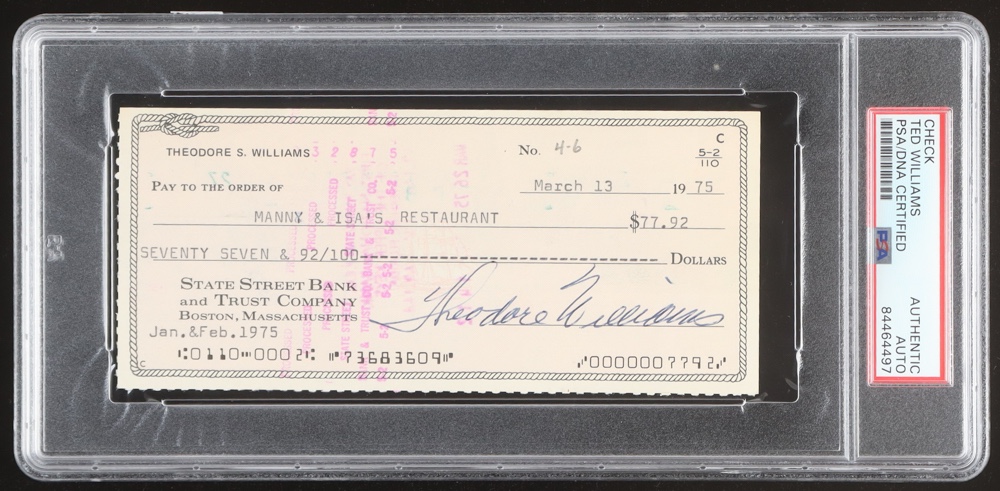 C
THEODORE S. WILLIAMS
No. 4-6
5-2
110
PAY TO THE ORDER OF
March 13 1975
MANNY & ISA'S RESTAURANT $77.92
SEVENTY SEVEN & 92/100 DOLLARS
STATE STREET BANK
AND TRUST COMPANY
BOSTON, MASSACHUSETTS
Theodore Williams
Jan.&Feb.1975
⑆0110⑉0002⑆ ⑈73683609⑈ ⑇0000007792⑇
C
CHECK
TED WILLIAMS
PSA/DNA CERTIFIED
PSA
AUTHENTIC
AUTO
84464497